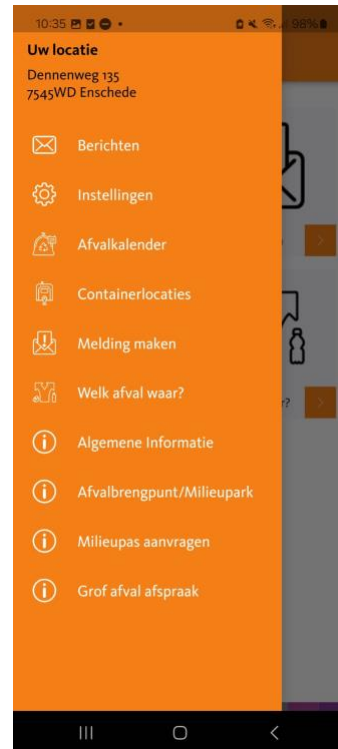 10:35
98%
Uw locatie
Dennenweg 135
7545WD Enschede
Berichten
Instellingen
Afvalkalender
Containerlocaties
Melding maken
Welk afval waar?
r?
Algemene Informatie
Afvalbrengpunt/Milieupark
Milieupas aanvragen
Grof afval afspraak